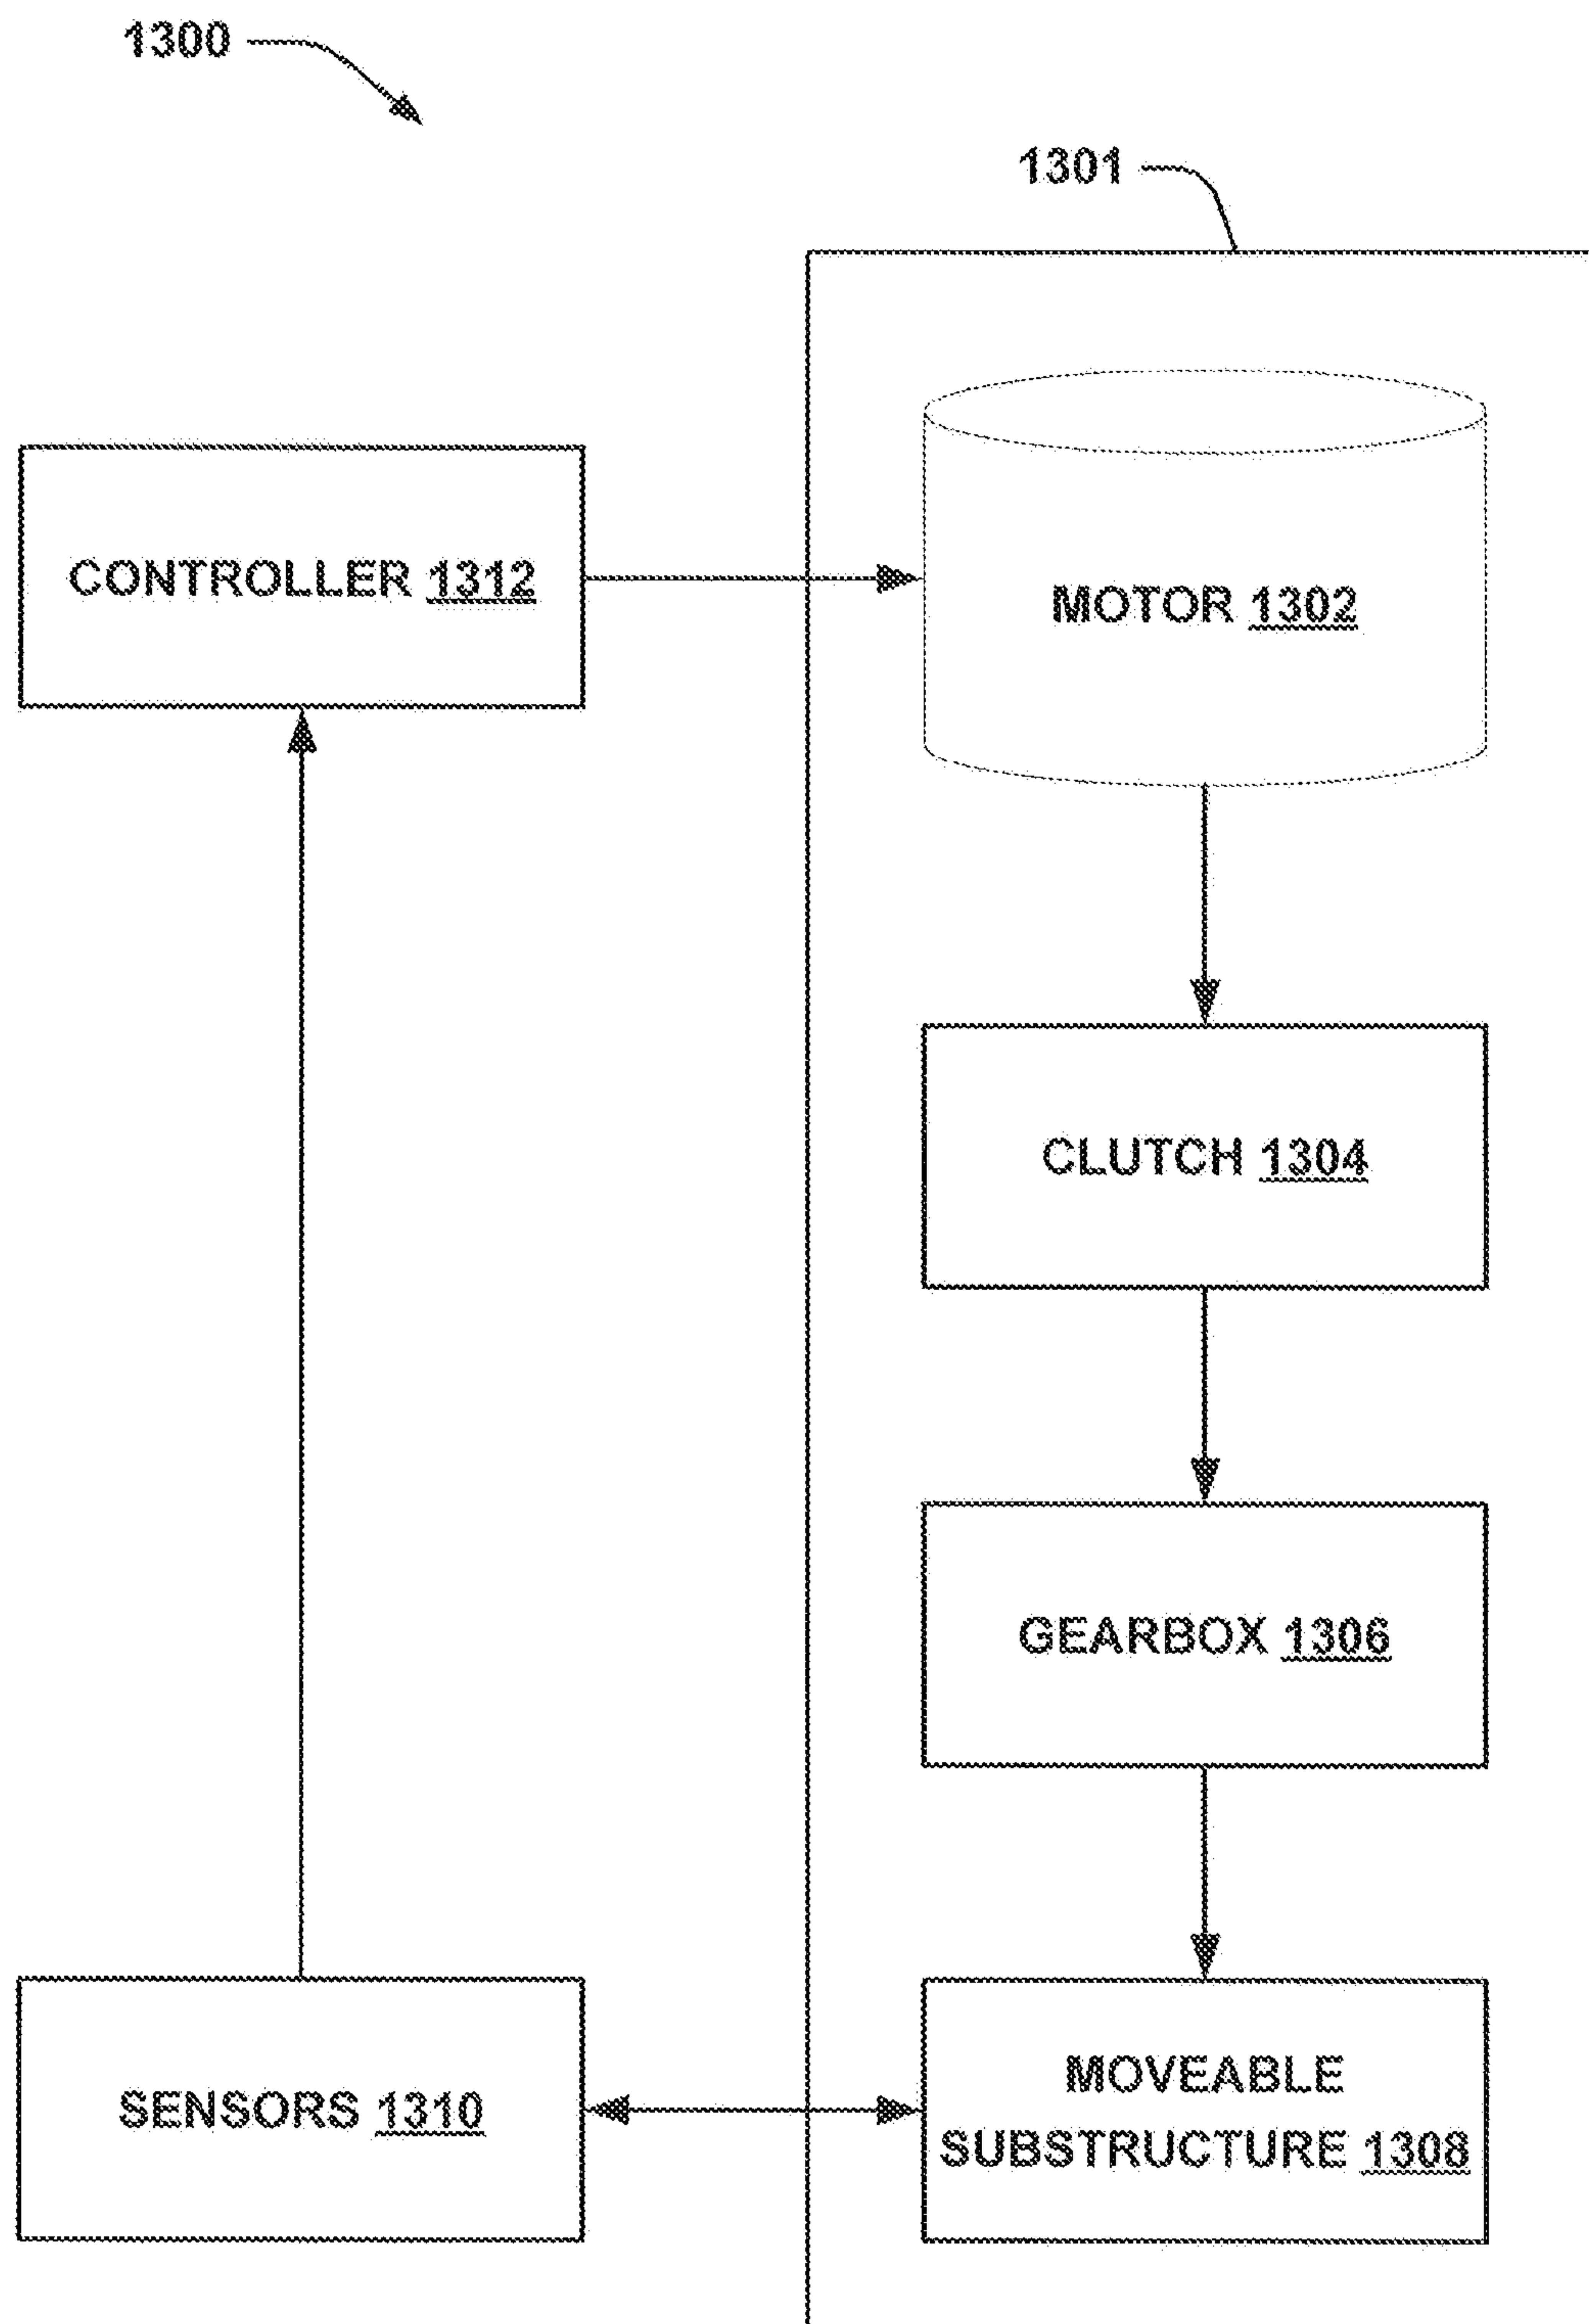 1300
1301
CONTROLLER 1312
MOTOR 1302
CLUTCH 1304
GEARBOX 1306
SENSORS 1310
MOVEABLE
SUBSTRUCTURE 1308